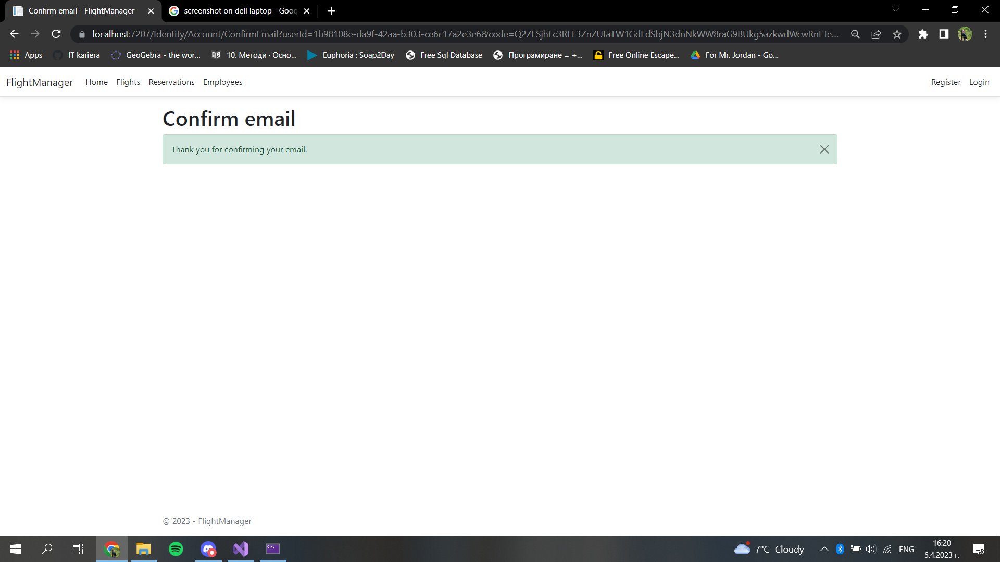 Confirm email - FlightManager
screenshot on dell laptop - Goog
localhost:7207/Identity/Account/ConfirmEmail?userId=1b98108e-da9f-42aa-b303-ce6c17a2e3e6&code=Q2ZESjhFc3REL3ZnZUtaTW1GdEdSbjN3dnNkWW8raG9BUkg5azkwdWcwRnFTe...
Apps
IT kariera
GeoGebra - the wor...
10. Методи · Осно...
Euphoria : Soap2Day
Free Sql Database
Програмиране = +...
Free Online Escape...
For Mr. Jordan - Go...
FlightManager
Home
Flights
Reservations
Employees
Register
Login
Confirm email
Thank you for confirming your email.
© 2023 - FlightManager
7°C Cloudy
ENG
16:20
5.4.2023 г.